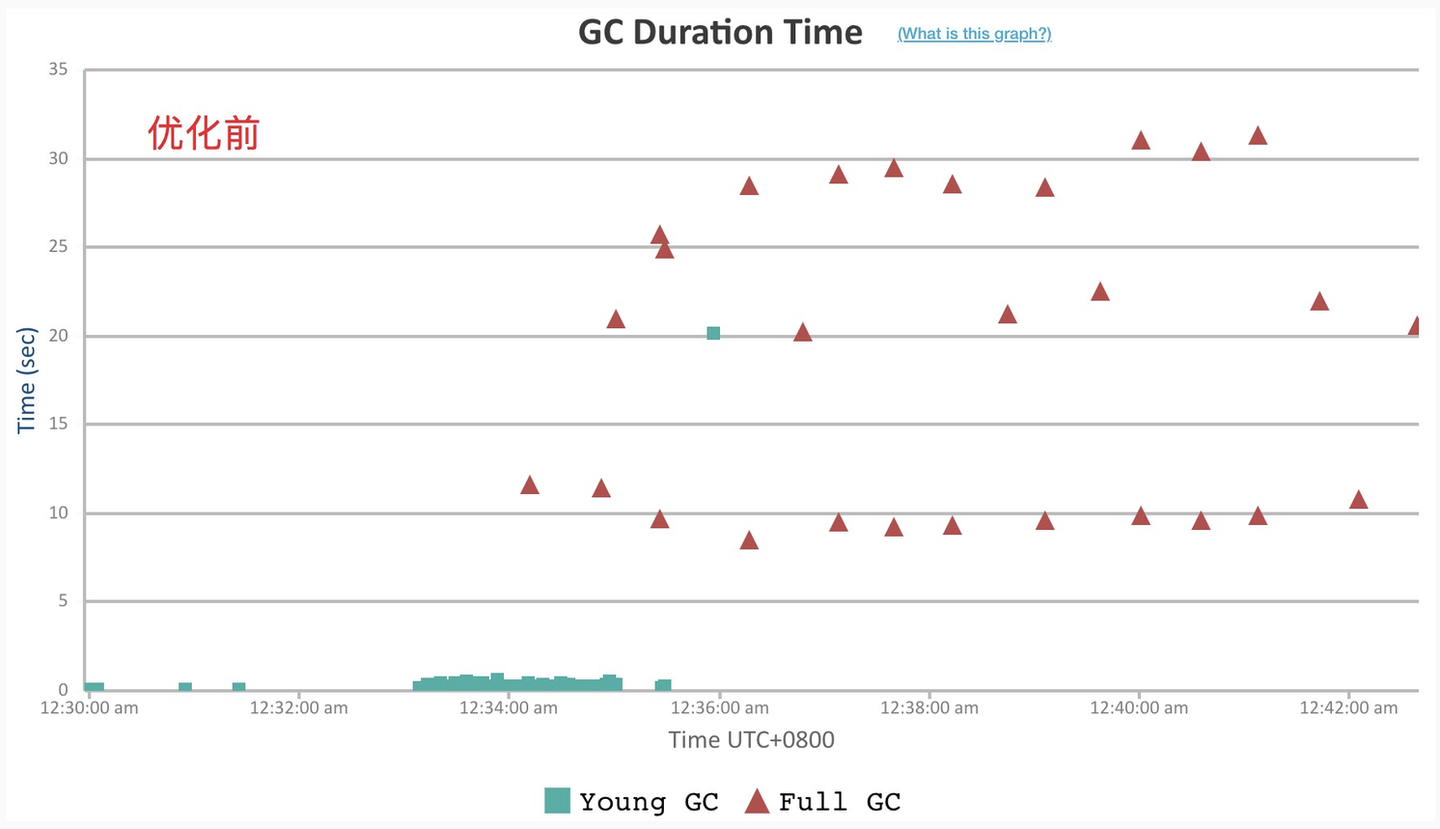 GC Duration Time (What is this graph?)
优化前
35
30
25
20
15
10
5
0
Time (sec)
12:30:00 am 12:32:00 am 12:34:00 am 12:36:00 am 12:38:00 am 12:40:00 am 12:42:00 am
Time UTC+0800
Young GC Full GC